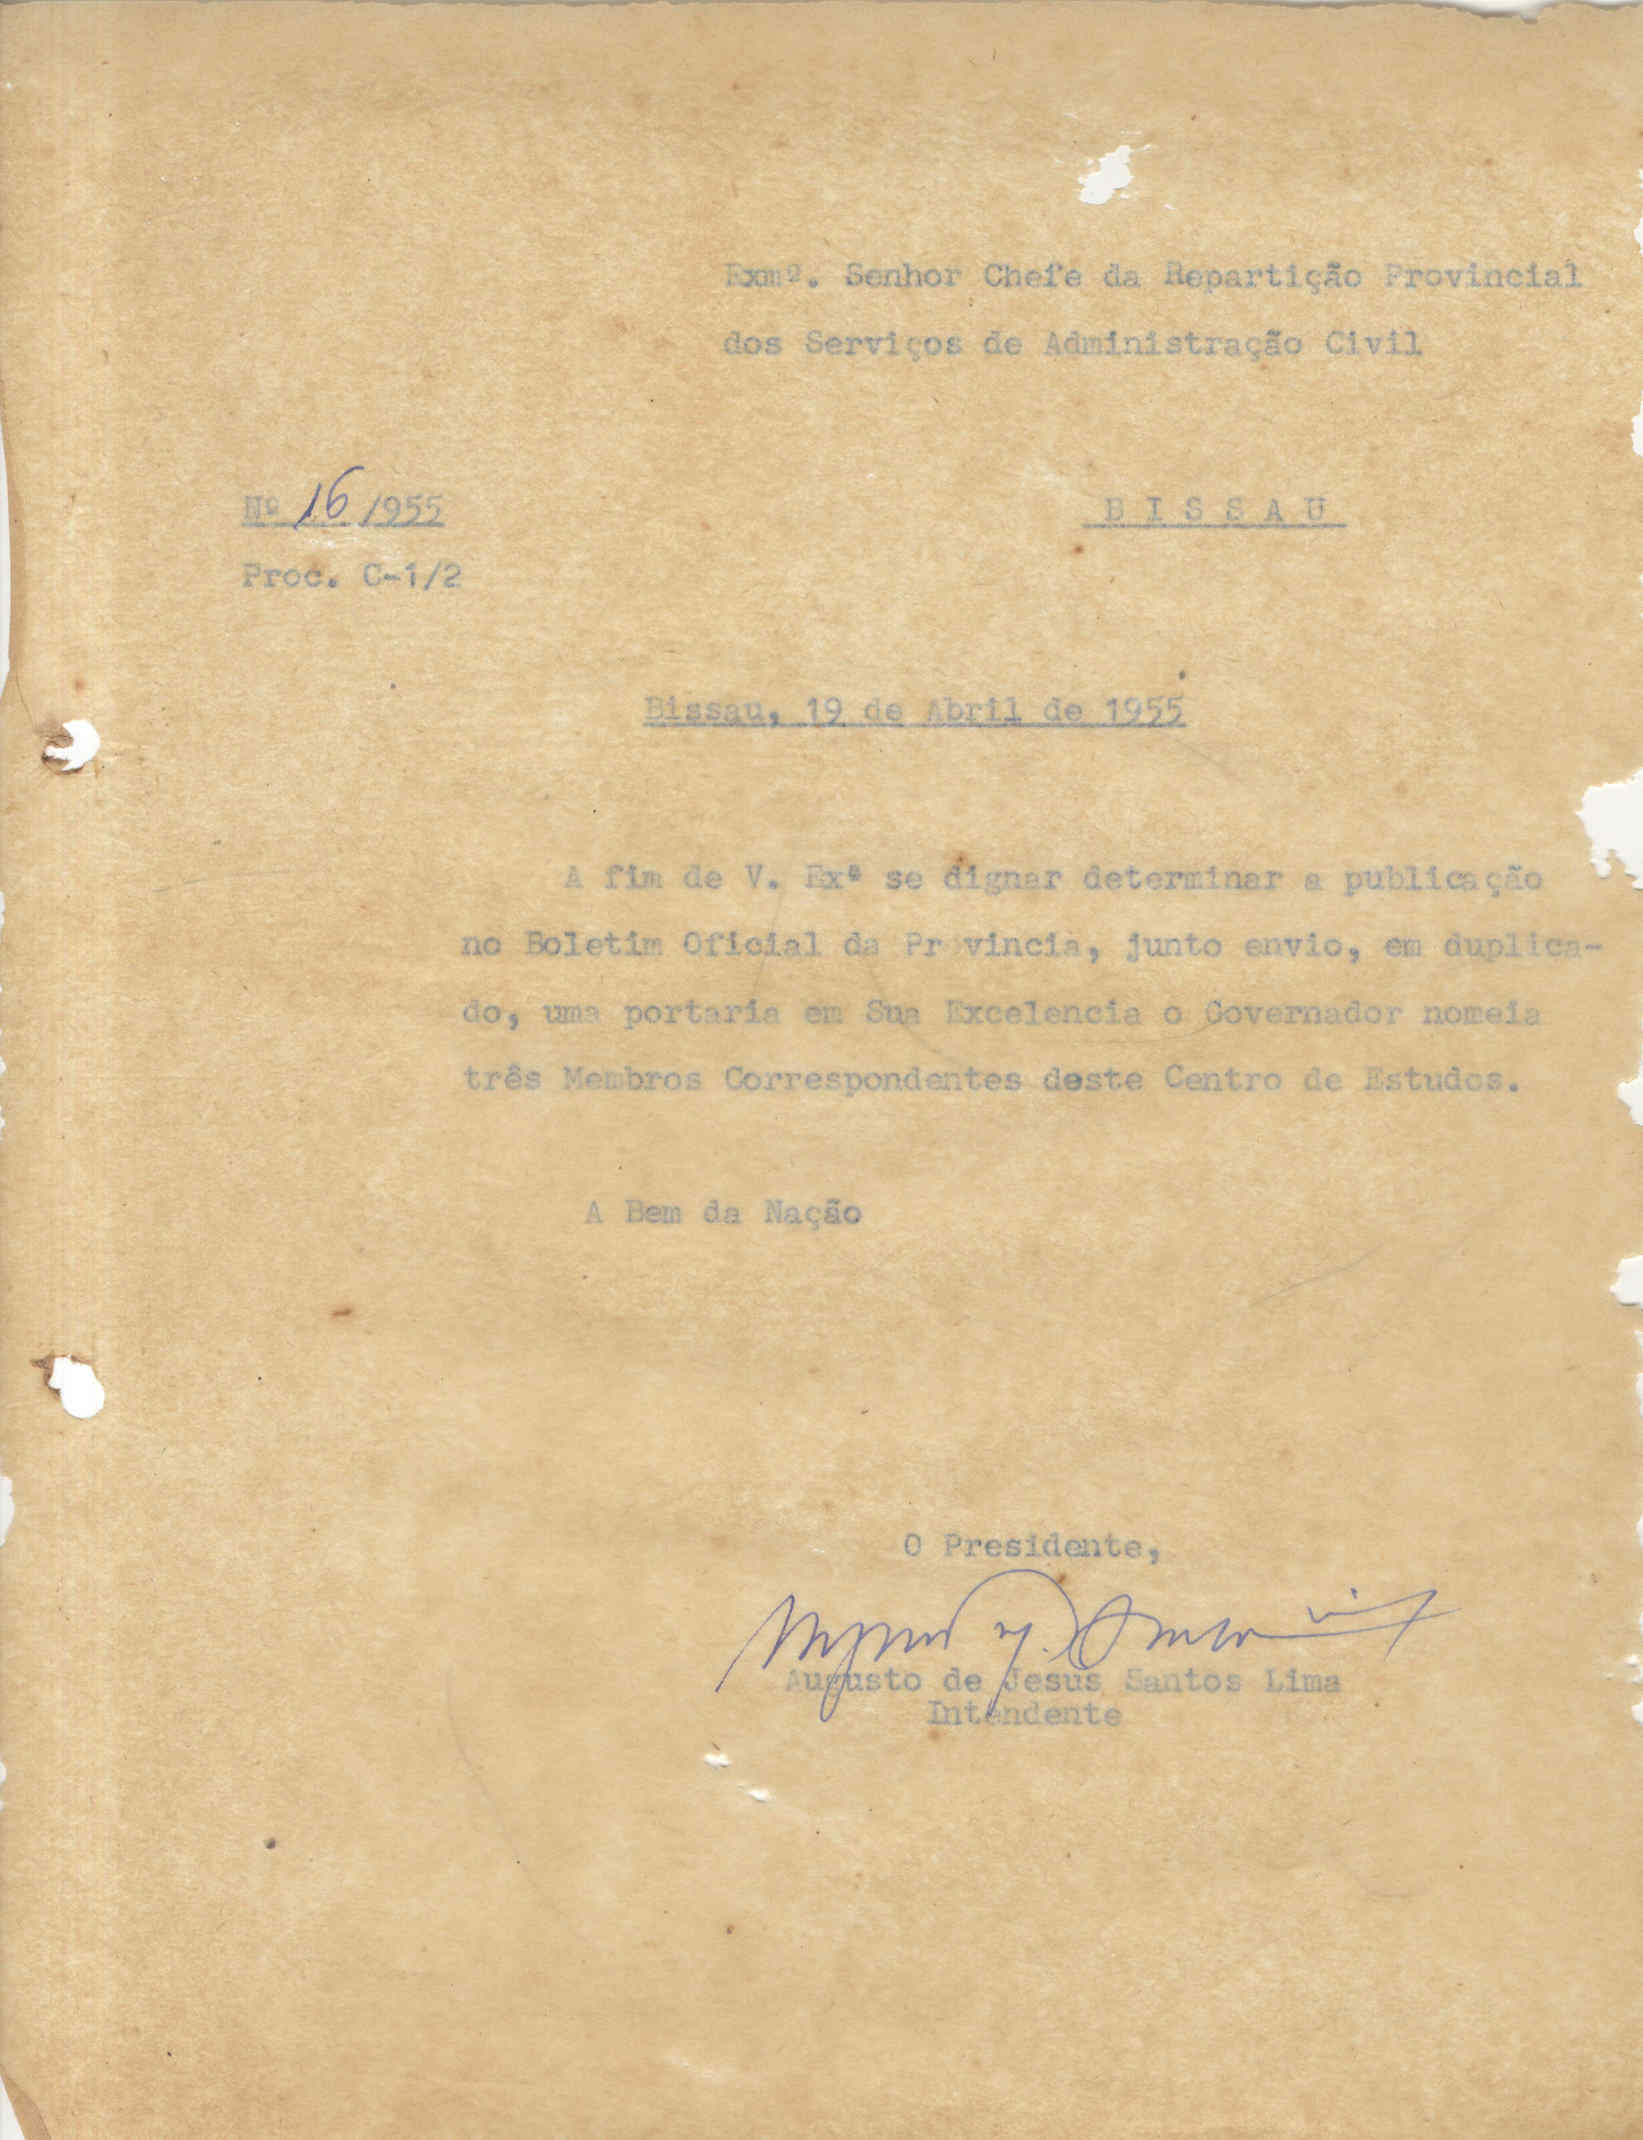 Exmº. Senhor Chefe da Repartição Provincial
dos Serviços de Administração Civil
Nº 16/955
B I S S A U
Proc. C-1/2
Bissau, 19 de Abril de 1955
A fim de V. Exª se dignar determinar a publicação
no Boletim Oficial da Provincia, junto envio, em duplica-
do, uma portaria em Sua Excelencia o Governador nomeia
três Membros Correspondentes deste Centro de Estudos.
A Bem da Nação
O Presidente,
Augusto de Jesus Santos Lima
Intendente